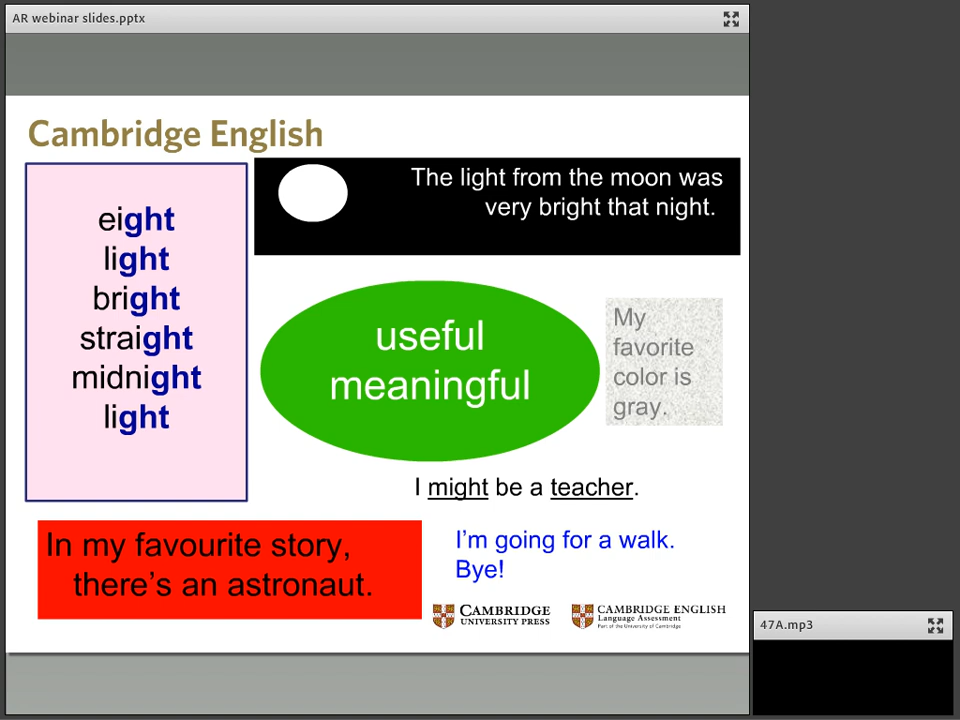 AR webinar slides.pptx
Cambridge English
eight
light
bright
straight
midnight
light
The light from the moon was
very bright that night.
useful
meaningful
My
favorite
color is
gray.
I might be a teacher.
In my favourite story,
there's an astronaut.
I'm going for a walk.
Bye!
CAMBRIDGE
UNIVERSITY PRESS
CAMBRIDGE ENGLISH
Language Assessment
Part of the University of Cambridge
47A.mp3